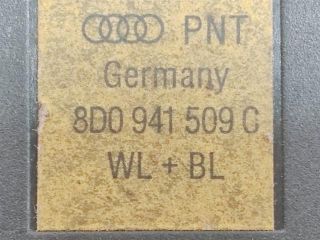 PNT
Germany
8D0 941 509 C
WL + BL